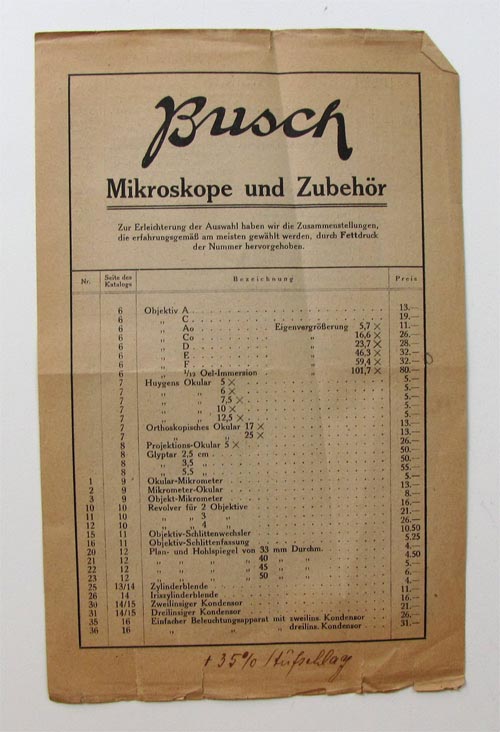 Busch
Mikroskope und Zubehör
Zur Erleichterung der Auswahl haben wir die Zusammenstellungen,
die erfahrungsgemäß am meisten gewählt werden, durch Fettdruck
der Nummer hervorgehoben.
Nr. Seite des Katalogs Bezeichnung Preis
6 Objektiv A 13.—
6 „ C 19.—
6 „ Ao Eigenvergrößerung 5,7 × 11.—
6 „ Co „ 16,6 × 26.—
6 „ D „ 23,7 × 28.—
6 „ E „ 46,3 × 32.—
6 „ F „ 59,4 × 32.—
6 „ 1/12 Oel-Immersion „ 101,7 × 80.—
7 Huygens Okular 5 × 5.—
7 „ „ 6 × 5.—
7 „ „ 7,5 × 5.—
7 „ „ 10 × 5.—
7 „ „ 12,5 × 5.—
7 Orthoskopisches Okular 17 × 13.—
7 „ „ 25 × 13.—
8 Projektions-Okular 5 × 26.—
8 Glyptar 2,5 cm 50.—
8 „ 3,5 „ 50.—
8 „ 5,5 „ 55.—
1 9 Okular-Mikrometer 5.—
2 9 Mikrometer-Okular 13.—
3 9 Objekt-Mikrometer 8.—
10 10 Revolver für 2 Objektive 16.—
11 10 „ „ 3 „ 21.—
12 10 „ „ 4 „ 26.—
15 11 Objektiv-Schlittenwechsler 10.50
16 11 Objektiv-Schlittenfassung 5.25
20 12 Plan- und Hohlspiegel von 33 mm Durchm. 4.—
21 12 „ „ „ „ 40 „ „ 4.50
22 12 „ „ „ „ 45 „ „ 5.—
23 12 „ „ „ „ 50 „ „ 6.—
25 13/14 Zylinderblende 4.—
26 14 Iriszylinderblende 11.—
30 14/15 Zweilinsiger Kondensor 16.—
31 14/15 Dreilinsiger Kondensor 21.—
35 16 Einfacher Beleuchtungsapparat mit zweilins. Kondensor 26.—
36 16 „ „ „ dreilins. Kondensor 31.—
+ 35% Aufschlag